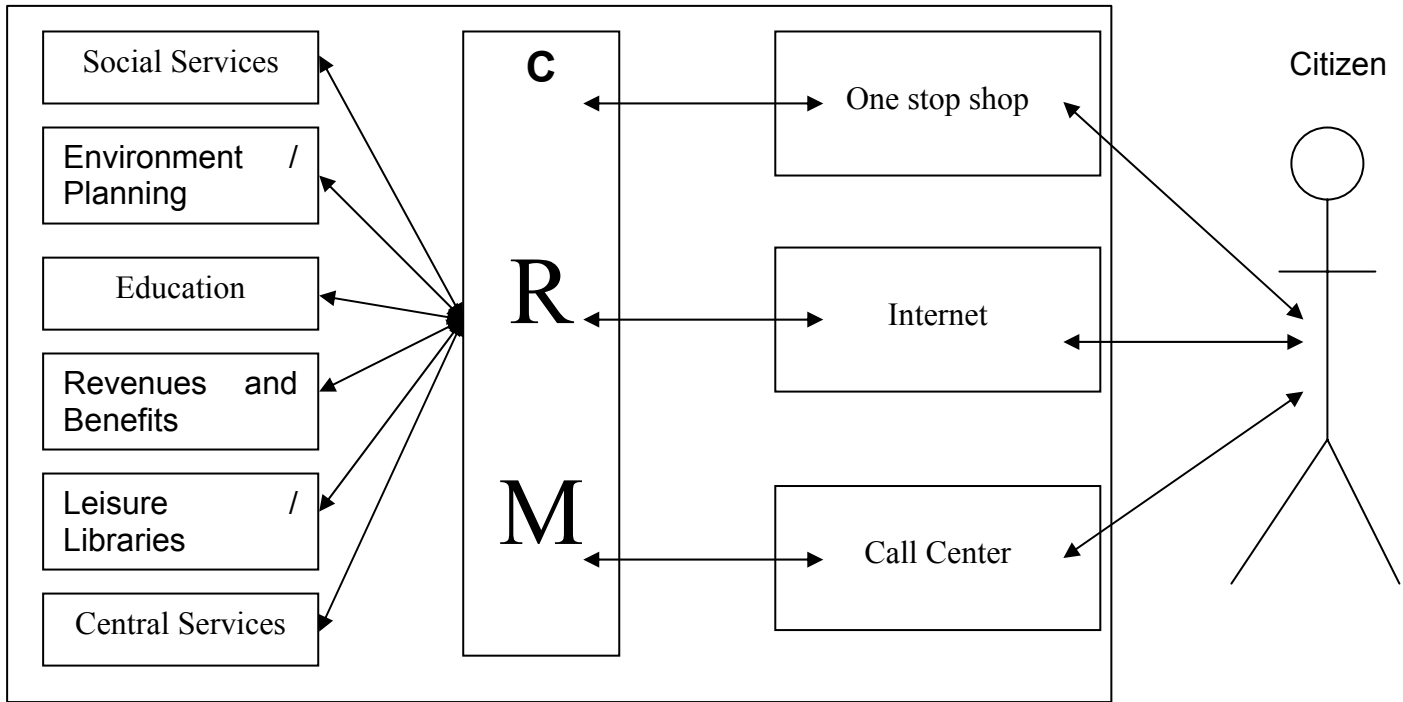 Social Services
Environment /
Planning
Education
Revenues and
Benefits
Leisure /
Libraries
Central Services
C
R
M
One stop shop
Internet
Call Center
Citizen